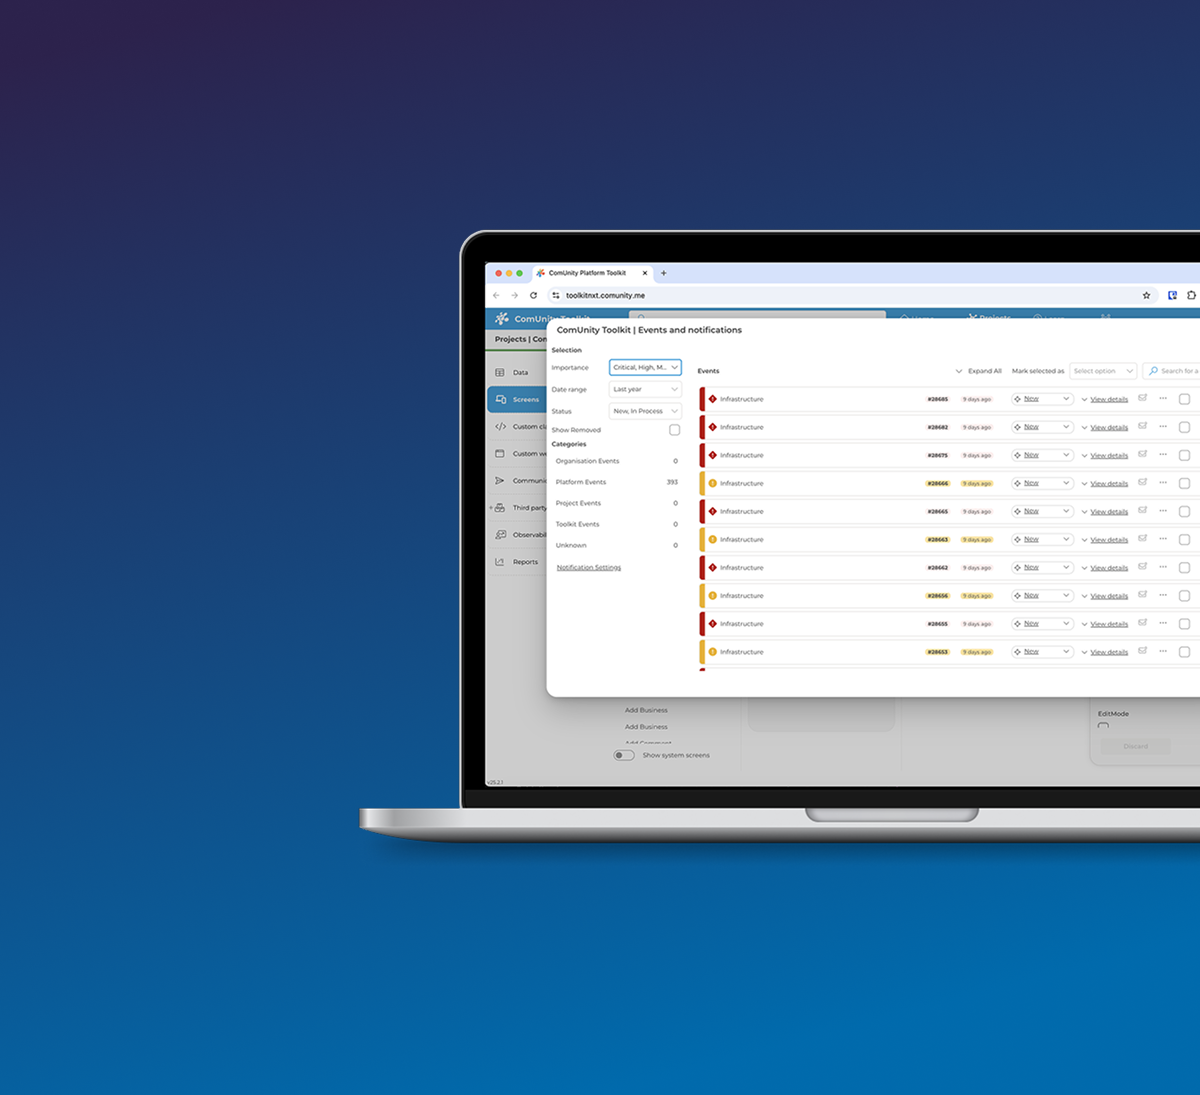 ComUnity Platform Toolkit
toolkitnxt.comunity.me
ComUnity Toolkit
Projects
Projects | Com
ComUnity Toolkit | Events and notifications
Selection
Importance Critical, High, M...
Date range Last year
Status New, In Process
Show Removed
Categories
Organisation Events 0
Platform Events 393
Project Events 0
Toolkit Events 0
Unknown 0
Notification Settings
Events Expand All Mark selected as Select option Search for a
Infrastructure #28685 9 days ago New View details
Infrastructure #28682 9 days ago New View details
Infrastructure #28675 9 days ago New View details
Infrastructure #28666 9 days ago New View details
Infrastructure #28665 9 days ago New View details
Infrastructure #28663 9 days ago New View details
Infrastructure #28662 9 days ago New View details
Infrastructure #28656 9 days ago New View details
Infrastructure #28655 9 days ago New View details
Infrastructure #28653 9 days ago New View details
Data
Screens
Custom cl
Custom we
Communi
Third party
Observabil
Reports
Add Business
Add Business
Add Comment
Show system screens
EditMode
Discard
v25.2.1